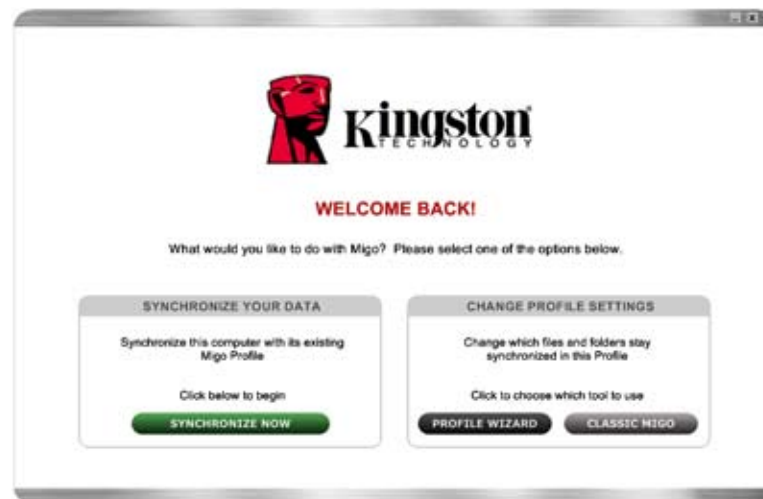 Kingston
TECHNOLOGY
WELCOME BACK!
What would you like to do with Migo? Please select one of the options below.
SYNCHRONIZE YOUR DATA
Synchronize this computer with its existing
Migo Profile
Click below to begin
SYNCHRONIZE NOW
CHANGE PROFILE SETTINGS
Change which files and folders stay
synchronized in this Profile
Click to choose which tool to use
PROFILE WIZARD
CLASSIC MIGO